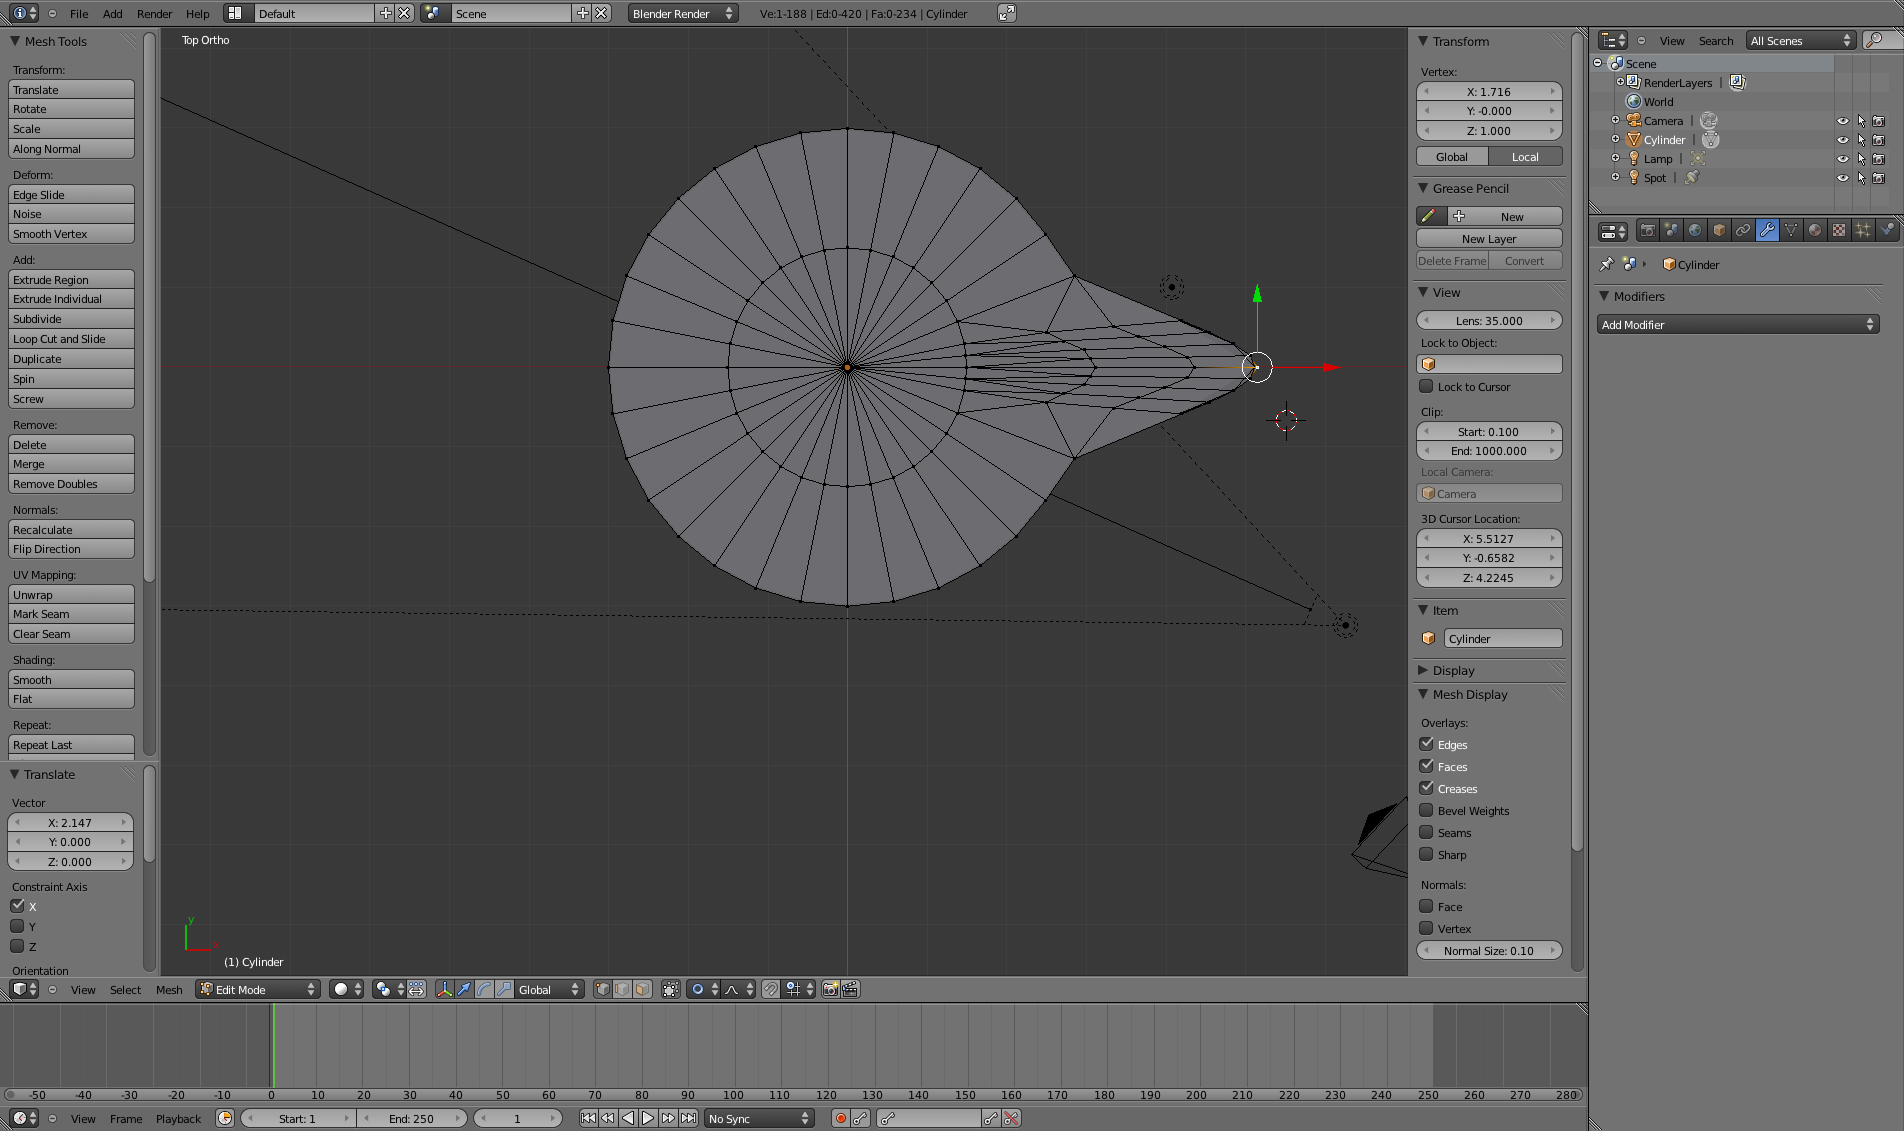 File Add Render Help Default Scene Blender Render Ve:1-188 | Ed:0-420 | Fa:0-234 | Cylinder
Mesh Tools
Transform:
Translate
Rotate
Scale
Along Normal
Deform:
Edge Slide
Noise
Smooth Vertex
Add:
Extrude Region
Extrude Individual
Subdivide
Loop Cut and Slide
Duplicate
Spin
Screw
Remove:
Delete
Merge
Remove Doubles
Normals:
Recalculate
Flip Direction
UV Mapping:
Unwrap
Mark Seam
Clear Seam
Shading:
Smooth
Flat
Repeat:
Repeat Last
Translate
Vector
X: 2.147
Y: 0.000
Z: 0.000
Constraint Axis
X
Y
Z
Orientation
Top Ortho
y
x
(1) Cylinder
Transform
Vertex:
X: 1.716
Y: -0.000
Z: 1.000
Global Local
Grease Pencil
New
New Layer
Delete Frame Convert
View
Lens: 35.000
Lock to Object:
Lock to Cursor
Clip:
Start: 0.100
End: 1000.000
Local Camera:
Camera
3D Cursor Location:
X: 5.5127
Y: -0.6582
Z: 4.2245
Item
Cylinder
Display
Mesh Display
Overlays:
Edges
Faces
Creases
Bevel Weights
Seams
Sharp
Normals:
Face
Vertex
Normal Size: 0.10
View Search All Scenes
Scene
RenderLayers |
World
Camera |
Cylinder |
Lamp |
Spot |
Cylinder
Modifiers
Add Modifier
View Select Mesh Edit Mode Global
-50 -40 -30 -20 -10 0 10 20 30 40 50 60 70 80 90 100 110 120 130 140 150 160 170 180 190 200 210 220 230 240 250 260 270 280
View Frame Playback Start: 1 End: 250 1 No Sync